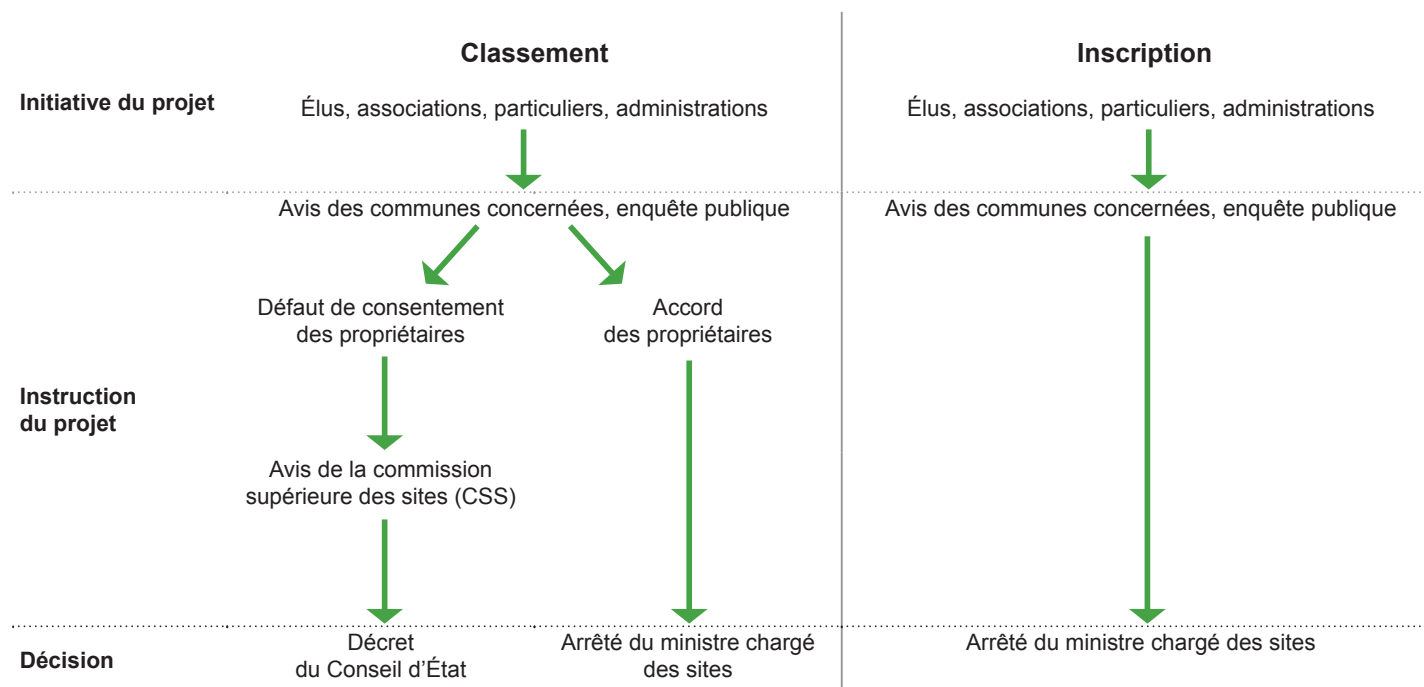 Classement
Inscription
Initiative du projet
Élus, associations, particuliers, administrations
Élus, associations, particuliers, administrations
Avis des communes concernées, enquête publique
Avis des communes concernées, enquête publique
Défaut de consentement
des propriétaires
Accord
des propriétaires
Instruction
du projet
Avis de la commission
supérieure des sites (CSS)
Décision
Décret
du Conseil d’État
Arrêté du ministre chargé
des sites
Arrêté du ministre chargé des sites